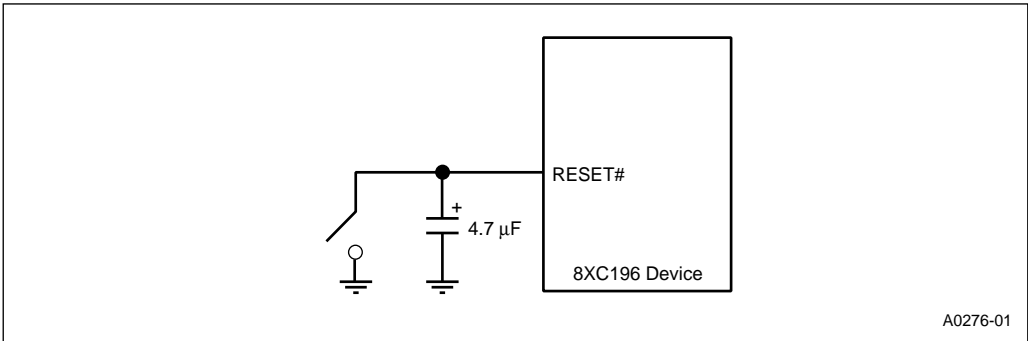 RESET#
+
4.7 μF
8XC196 Device
A0276-01